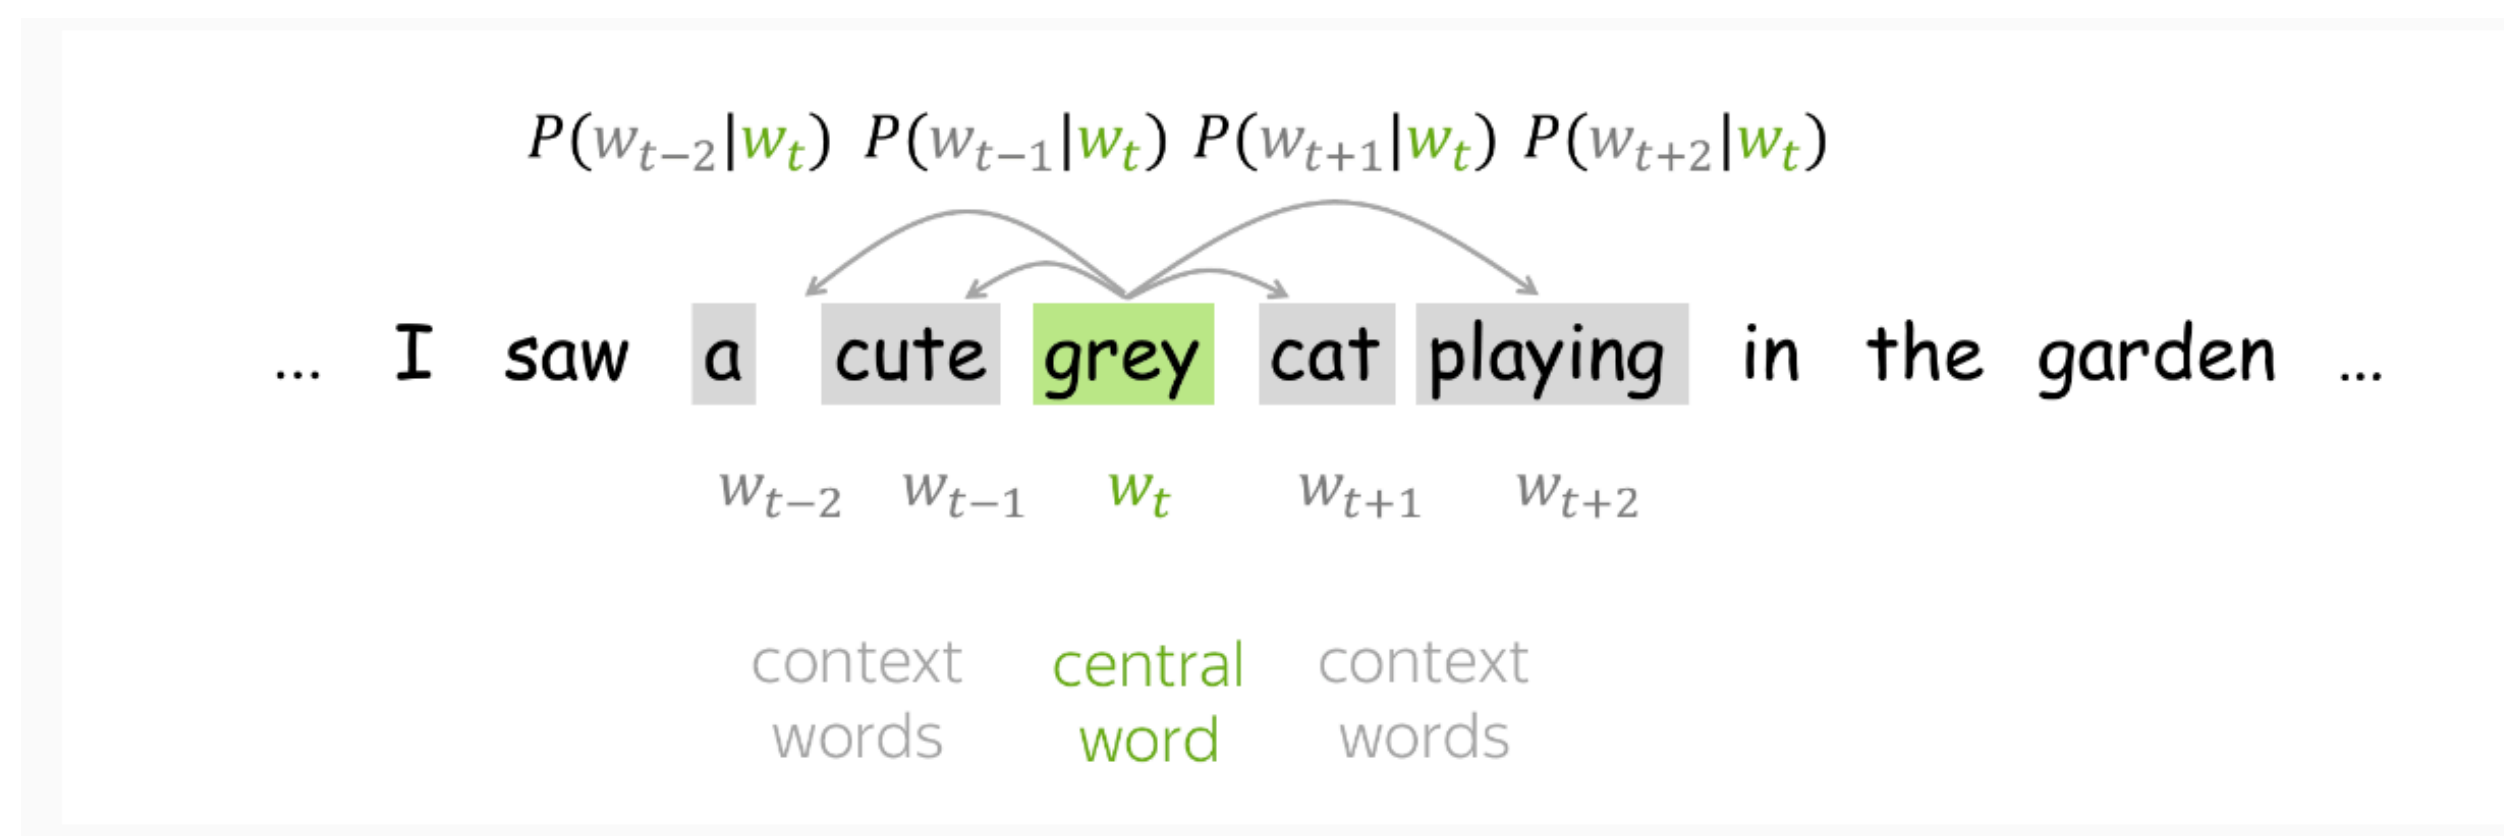 P(w_{t-2}|w_t) P(w_{t-1}|w_t) P(w_{t+1}|w_t) P(w_{t+2}|w_t)
... I saw a cute grey cat playing in the garden ...
w_{t-2} w_{t-1} w_t w_{t+1} w_{t+2}
context central context
words word words